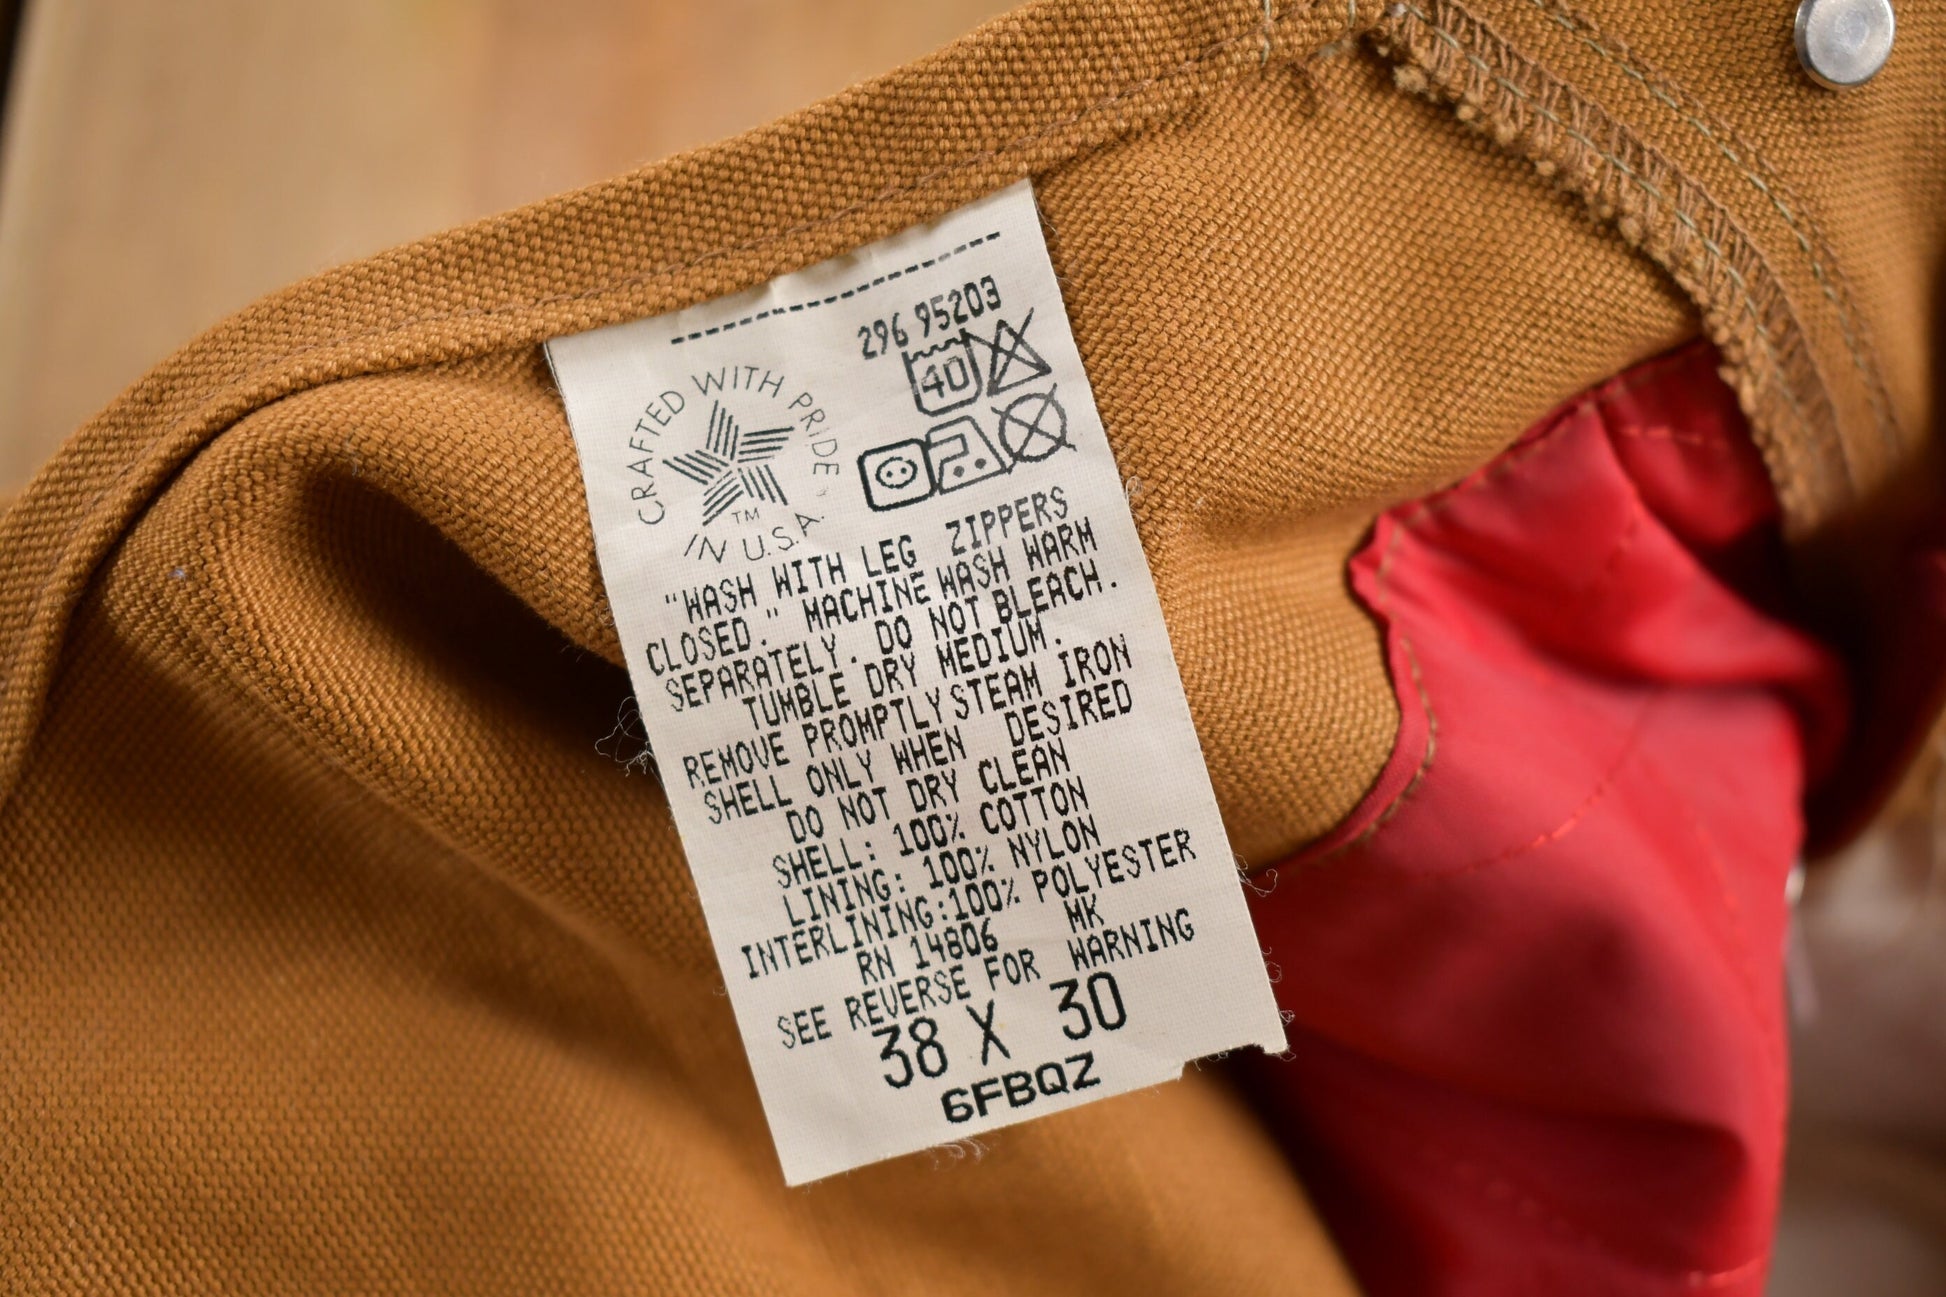 296 95203
40
CRAFTED WITH PRIDE
TM
IN U.S.A.
"WASH WITH LEG ZIPPERS
CLOSED." MACHINE WASH WARM
SEPARATELY. DO NOT BLEACH.
TUMBLE DRY MEDIUM.
REMOVE PROMPTLY STEAM IRON
SHELL ONLY WHEN DESIRED
DO NOT DRY CLEAN
SHELL: 100% COTTON
LINING: 100% NYLON
INTERLINING:100% POLYESTER
RN 14806 MK
SEE REVERSE FOR WARNING
38 X 30
6FBQZ